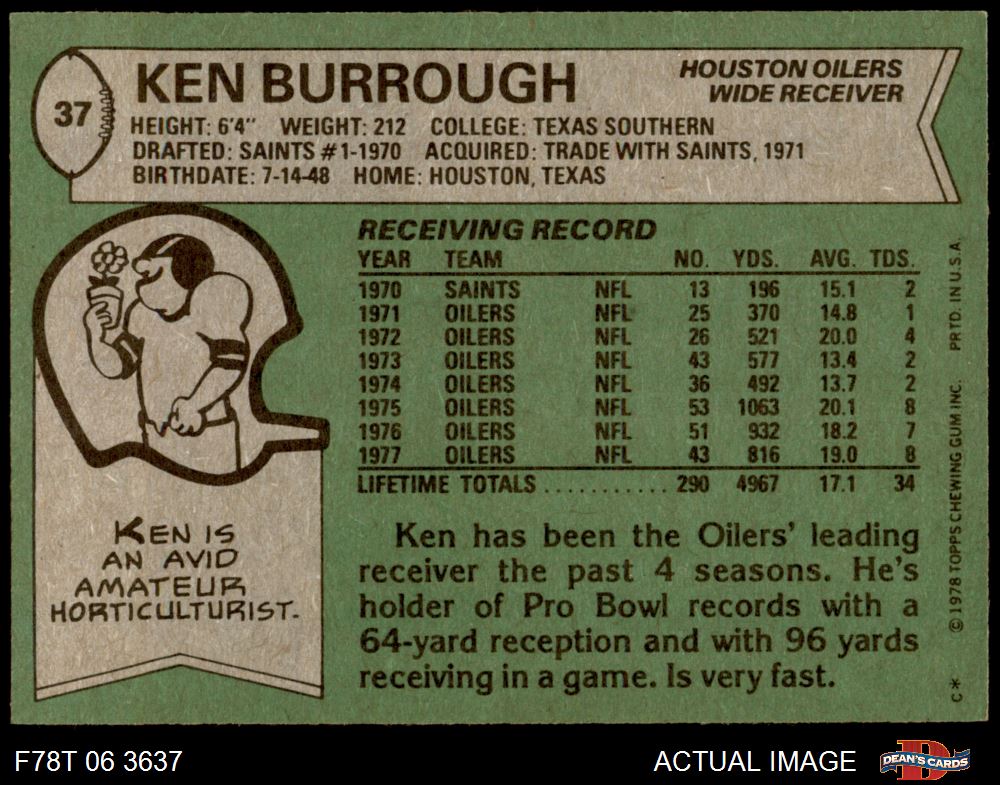 37
KEN BURROUGH
HOUSTON OILERS
WIDE RECEIVER
HEIGHT: 6'4" WEIGHT: 212 COLLEGE: TEXAS SOUTHERN
DRAFTED: SAINTS #1-1970 ACQUIRED: TRADE WITH SAINTS, 1971
BIRTHDATE: 7-14-48 HOME: HOUSTON, TEXAS
RECEIVING RECORD
YEAR TEAM NO. YDS. AVG. TDS.
1970 SAINTS NFL 13 196 15.1 2
1971 OILERS NFL 25 370 14.8 1
1972 OILERS NFL 26 521 20.0 4
1973 OILERS NFL 43 577 13.4 2
1974 OILERS NFL 36 492 13.7 2
1975 OILERS NFL 53 1063 20.1 8
1976 OILERS NFL 51 932 18.2 7
1977 OILERS NFL 43 816 19.0 8
LIFETIME TOTALS ........... 290 4967 17.1 34
KEN IS
AN AVID
AMATEUR
HORTICULTURIST.
Ken has been the Oilers' leading
receiver the past 4 seasons. He's
holder of Pro Bowl records with a
64-yard reception and with 96 yards
receiving in a game. Is very fast.
C* © 1978 TOPPS CHEWING GUM INC. PRTD. IN U.S.A.
F78T 06 3637
ACTUAL IMAGE
D
DEAN'S CARDS